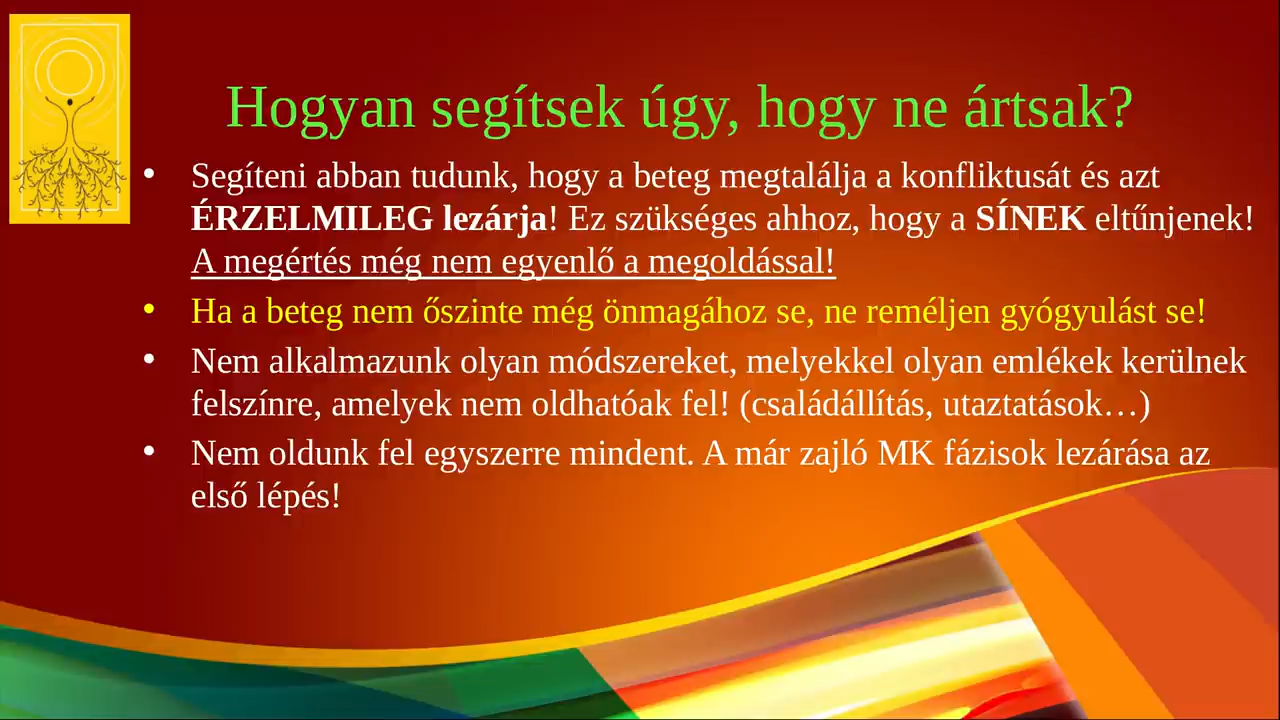 Hogyan segítsek úgy, hogy ne ártsak?
• Segíteni abban tudunk, hogy a beteg megtalálja a konfliktusát és azt
ÉRZELMILEG lezárja! Ez szükséges ahhoz, hogy a SÍNEK eltűnjenek!
A megértés még nem egyenlő a megoldással!
• Ha a beteg nem őszinte még önmagához se, ne reméljen gyógyulást se!
• Nem alkalmazunk olyan módszereket, melyekkel olyan emlékek kerülnek
felszínre, amelyek nem oldhatóak fel! (családállítás, utaztatások…)
• Nem oldunk fel egyszerre mindent. A már zajló MK fázisok lezárása az
első lépés!